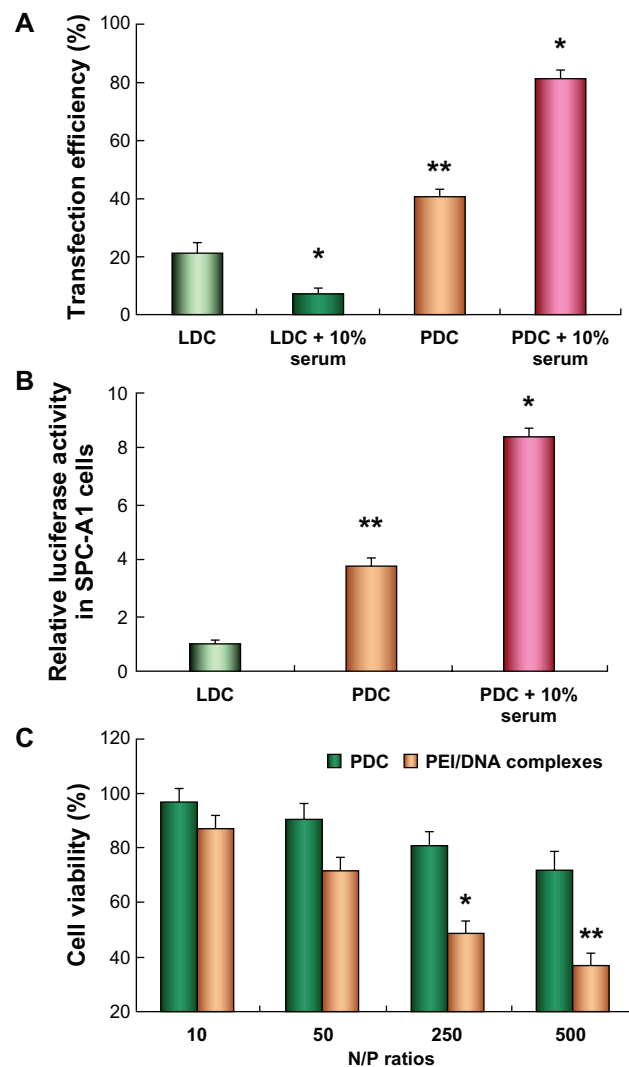 A
Transfection efficiency (%)
100
80
60
40
20
0
*
**
*
LDC
LDC + 10%
serum
PDC
PDC + 10%
serum
B
Relative luciferase activity
in SPC-A1 cells
10
8
6
4
2
0
**
*
LDC
PDC
PDC + 10%
serum
C
Cell viability (%)
120
100
80
60
40
20
PDC
PEI/DNA complexes
*
**
10
50
250
500
N/P ratios